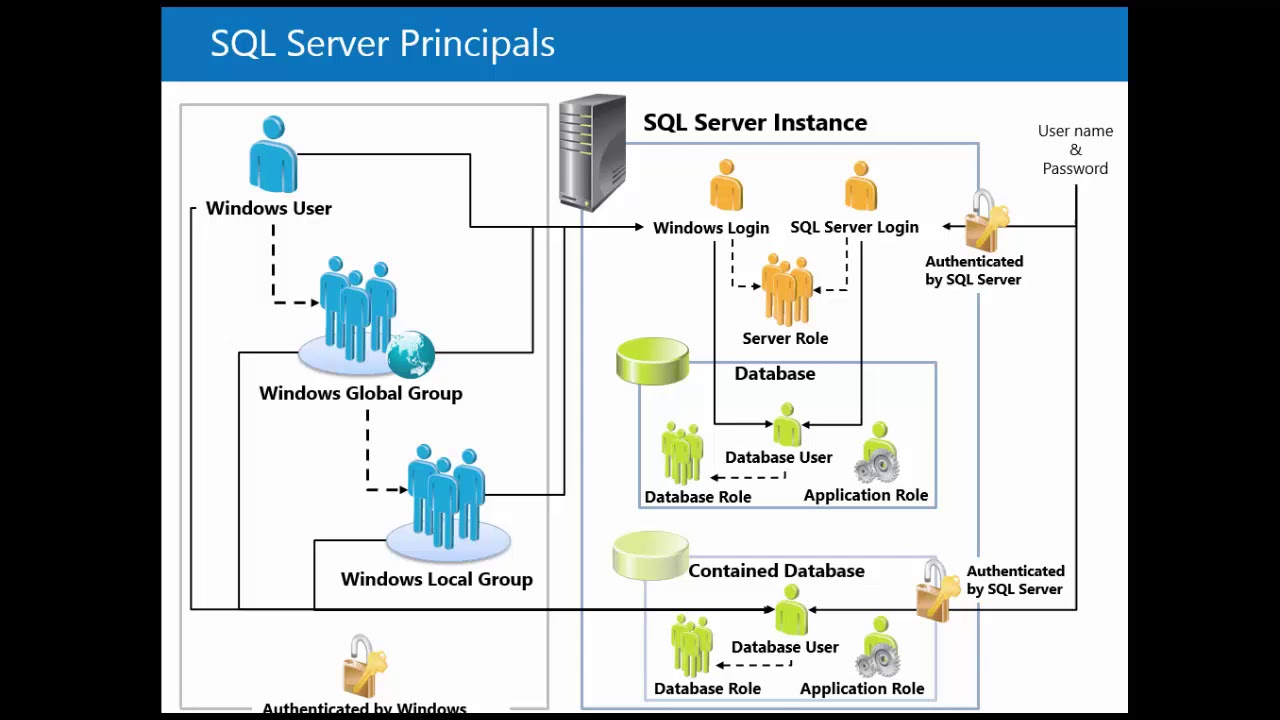 SQL Server Principals
SQL Server Instance
User name
&
Password
Windows User
Windows Login
SQL Server Login
Authenticated
by SQL Server
Server Role
Database
Windows Global Group
Database User
Database Role
Application Role
Contained Database
Authenticated
by SQL Server
Windows Local Group
Database User
Database Role
Application Role
Authenticated by Windows